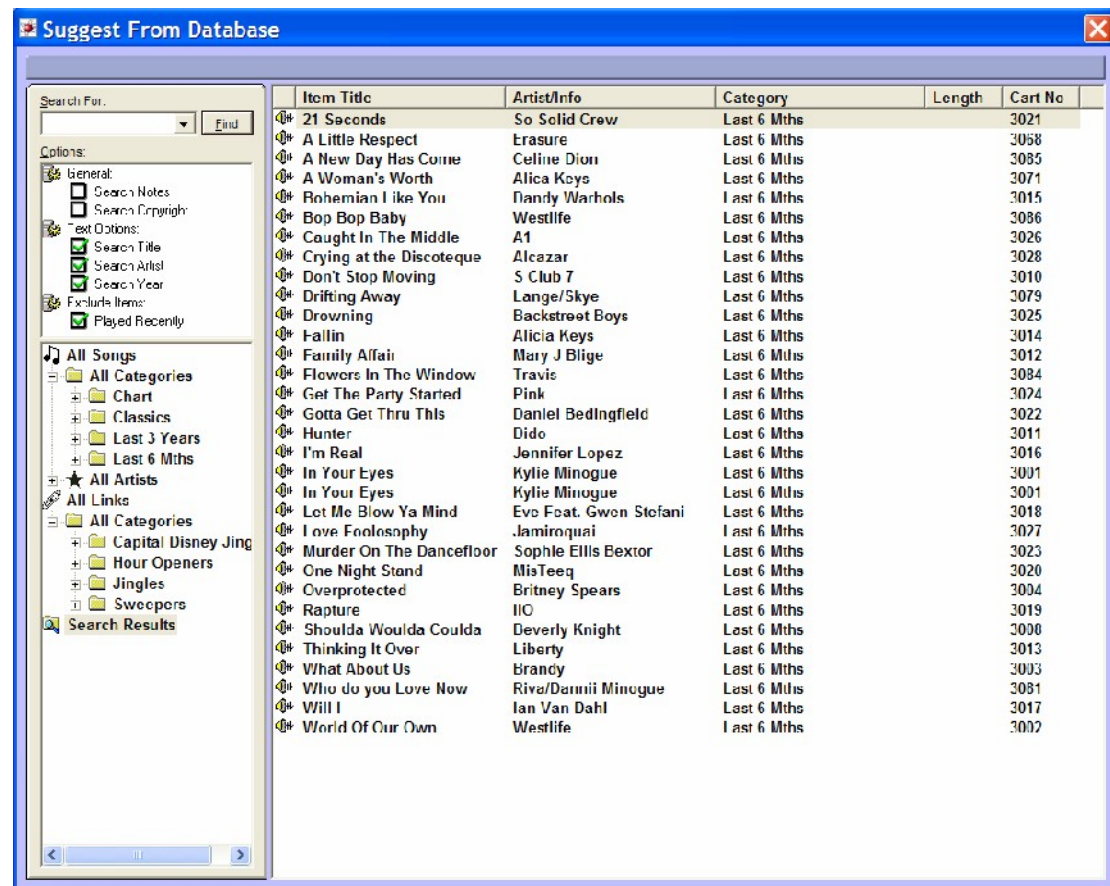 Suggest From Database
Search For:
Find
Options:
General:
Search Notes
Search Copyright
Text Options:
Search Title
Search Artist
Search Year
Exclude Items:
Played Recently
All Songs
All Categories
Chart
Classics
Last 3 Years
Last 6 Mths
All Artists
All Links
All Categories
Capital Disney Jing
Hour Openers
Jingles
Sweepers
Search Results
Item Title Artist/Info Category Length Cart No
21 Seconds So Solid Crew Last 6 Mths 3021
A Little Respect Erasure Last 6 Mths 3068
A New Day Has Come Celine Dion Last 6 Mths 3085
A Woman's Worth Alica Keys Last 6 Mths 3071
Bohemian Like You Dandy Warhols Last 6 Mths 3015
Bop Bop Baby Westlife Last 6 Mths 3086
Caught In The Middle A1 Last 6 Mths 3026
Crying at the Discoteque Alcazar Last 6 Mths 3028
Don't Stop Moving S Club 7 Last 6 Mths 3010
Drifting Away Lange/Skye Last 6 Mths 3079
Drowning Backstreet Boys Last 6 Mths 3025
Fallin Alicia Keys Last 6 Mths 3014
Family Affair Mary J Blige Last 6 Mths 3012
Flowers In The Window Travis Last 6 Mths 3084
Get The Party Started Pink Last 6 Mths 3024
Gotta Get Thru This Daniel Bedingfield Last 6 Mths 3022
Hunter Dido Last 6 Mths 3011
I'm Real Jennifer Lopez Last 6 Mths 3016
In Your Eyes Kylie Minogue Last 6 Mths 3001
In Your Eyes Kylie Minogue Last 6 Mths 3001
Let Me Blow Ya Mind Eve Feat. Gwen Stefani Last 6 Mths 3018
Love Foolosophy Jamiroquai Last 6 Mths 3027
Murder On The Dancefloor Sophie Ellis Bextor Last 6 Mths 3023
One Night Stand MisTeeq Last 6 Mths 3020
Overprotected Britney Spears Last 6 Mths 3004
Rapture IIO Last 6 Mths 3019
Shoulda Woulda Coulda Beverly Knight Last 6 Mths 3008
Thinking It Over Liberty Last 6 Mths 3013
What About Us Brandy Last 6 Mths 3003
Who do you Love Now Riva/Dannii Minogue Last 6 Mths 3081
Will I Ian Van Dahl Last 6 Mths 3017
World Of Our Own Westlife Last 6 Mths 3002